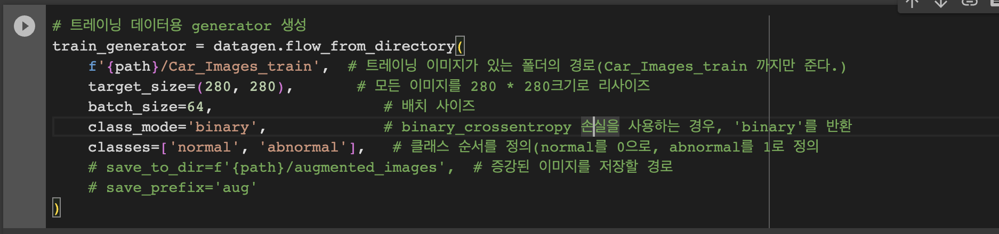 # 트레이닝 데이터용 generator 생성
train_generator = datagen.flow_from_directory(
    f'{path}/Car_Images_train',  # 트레이닝 이미지가 있는 폴더의 경로(Car_Images_train 까지만 준다.)
    target_size=(280, 280),       # 모든 이미지를 280 * 280크기로 리사이즈
    batch_size=64,                   # 배치 사이즈
    class_mode='binary',             # binary_crossentropy 손실을 사용하는 경우, 'binary'를 반환
    classes=['normal', 'abnormal'],   # 클래스 순서를 정의(normal를 0으로, abnormal를 1로 정의
    # save_to_dir=f'{path}/augmented_images',  # 증강된 이미지를 저장할 경로
    # save_prefix='aug'
)